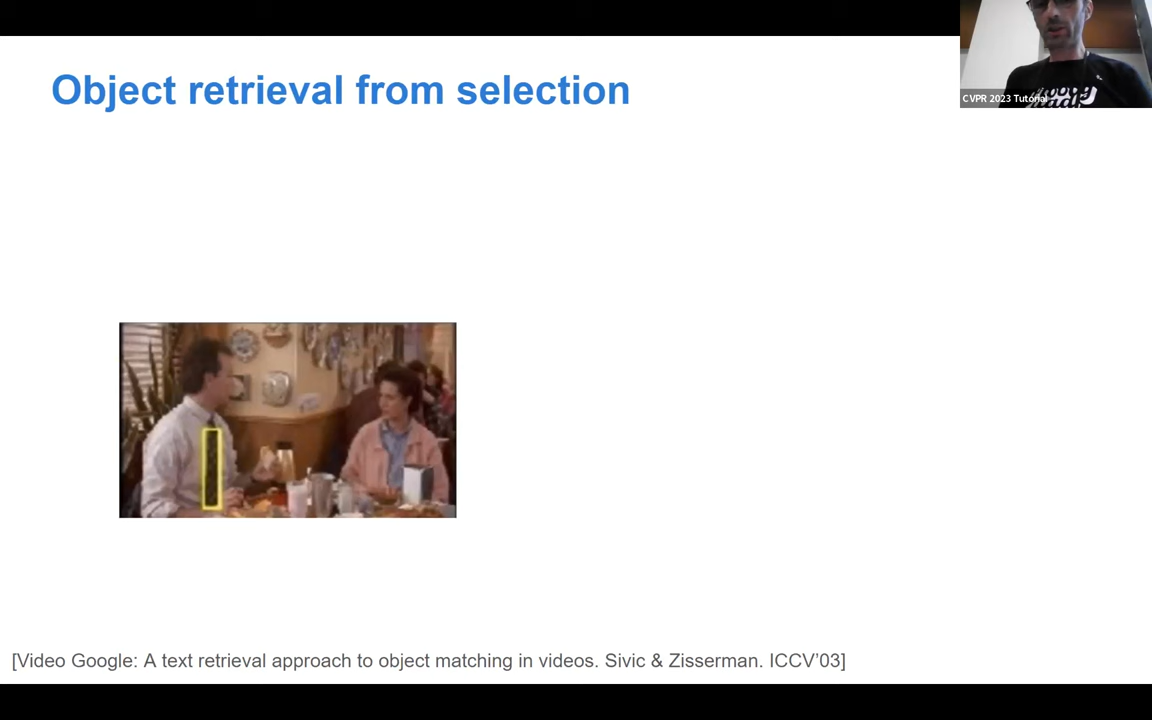 Object retrieval from selection
CVPR 2023 Tutorial
[Video Google: A text retrieval approach to object matching in videos. Sivic & Zisserman. ICCV’03]